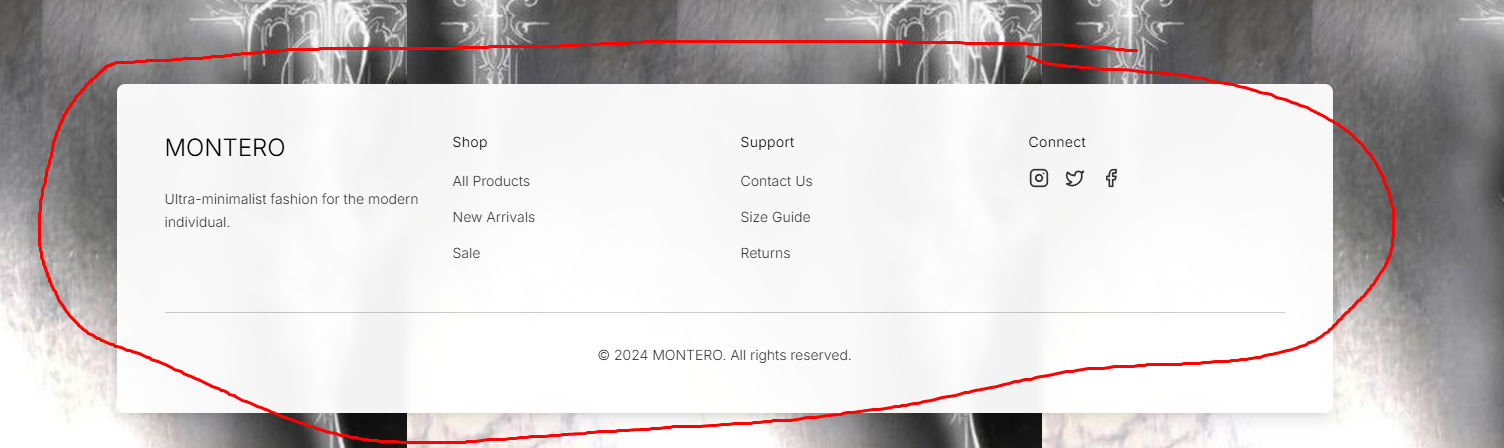 MONTERO
Ultra-minimalist fashion for the modern
individual.
Shop
All Products
New Arrivals
Sale
Support
Contact Us
Size Guide
Returns
Connect
© 2024 MONTERO. All rights reserved.